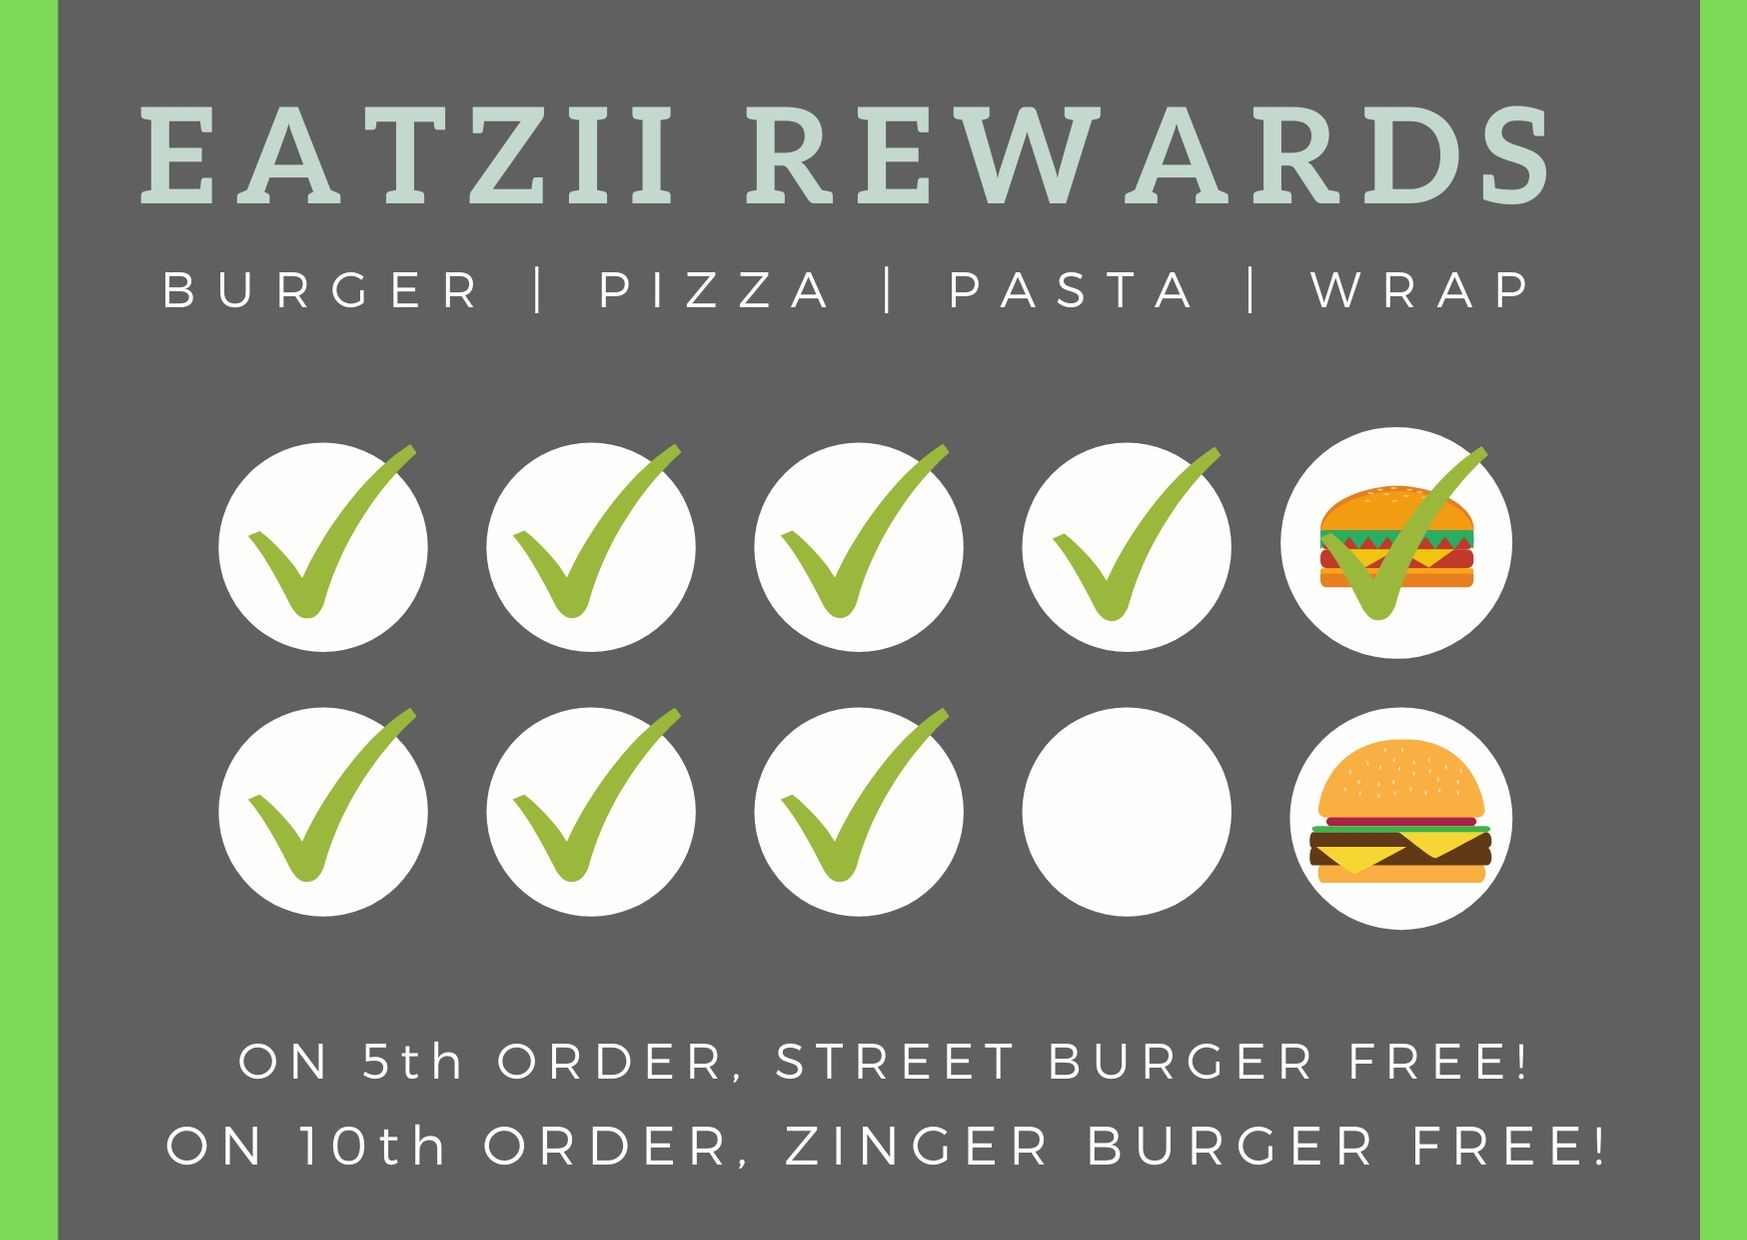 EATZII REWARDS
BURGER | PIZZA | PASTA | WRAP
ON 5th ORDER, STREET BURGER FREE!
ON 10th ORDER, ZINGER BURGER FREE!